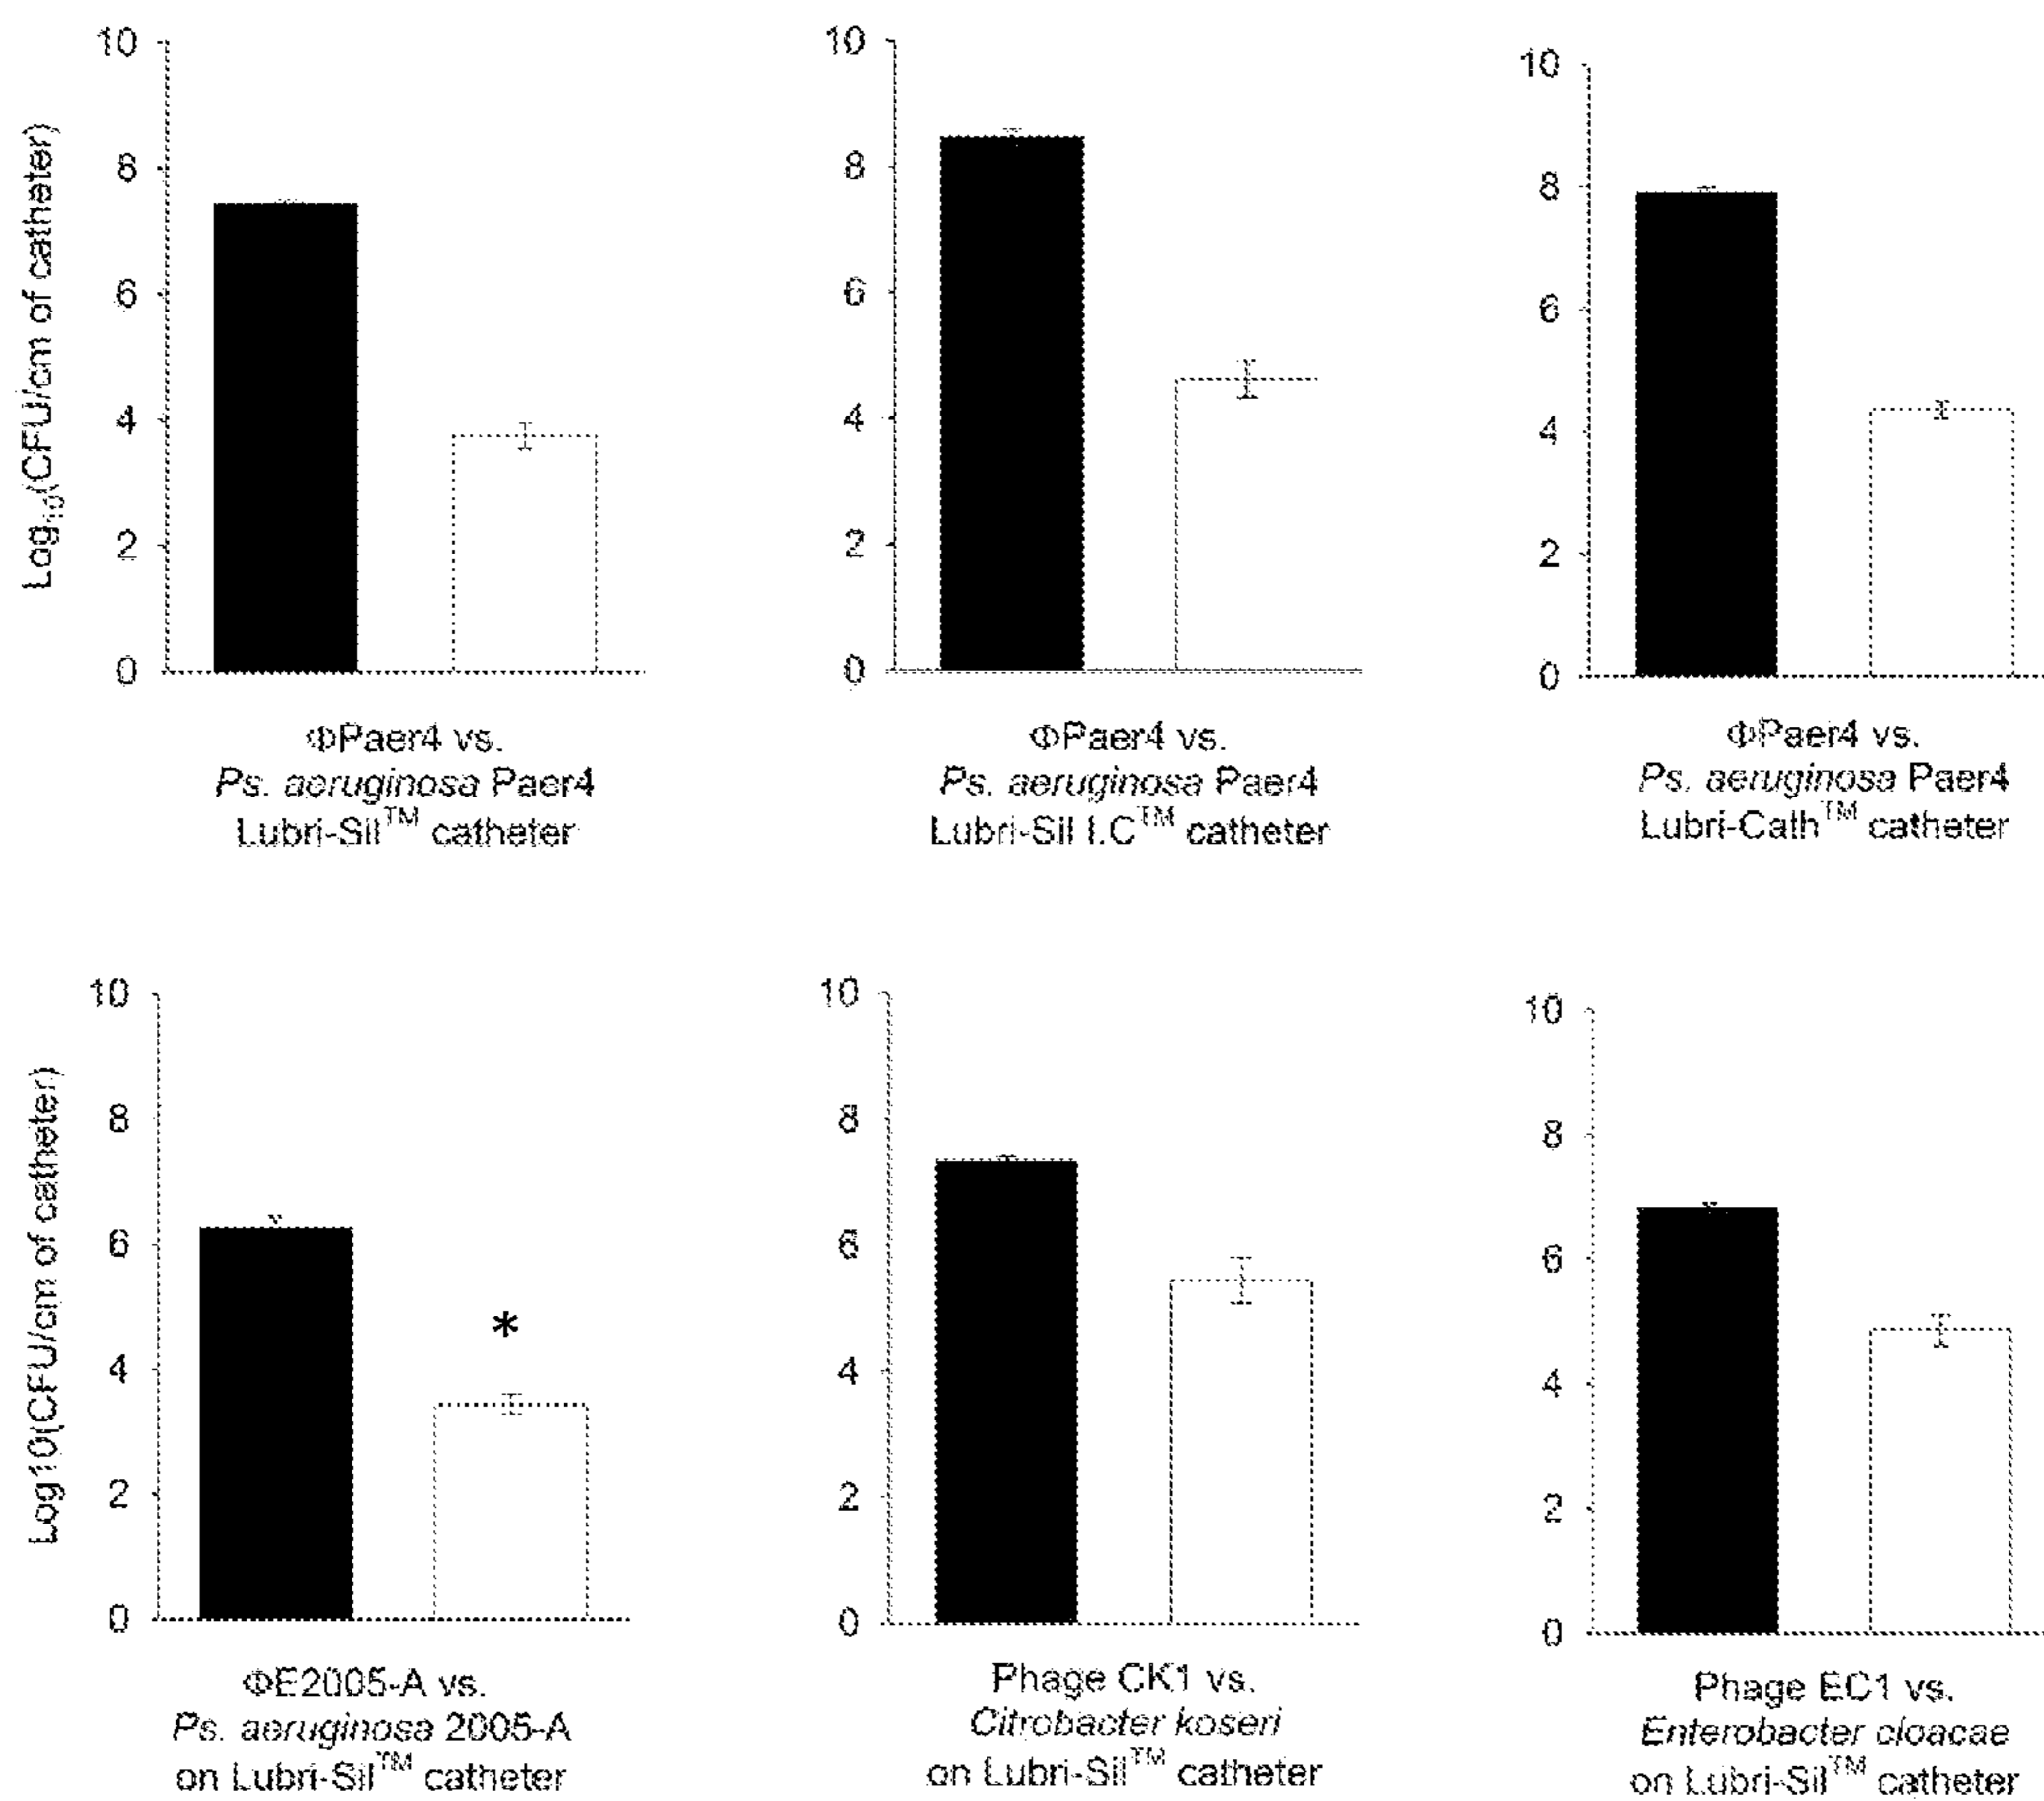 Log₁₀(CFU/cm of catheter)
10
8
6
4
2
0
ΦPaer4 vs.
Ps. aeruginosa Paer4
Lubri-Sil™ catheter
10
8
6
4
2
0
ΦPaer4 vs.
Ps. aeruginosa Paer4
Lubri-Sil I.C™ catheter
10
8
6
4
2
0
ΦPaer4 vs.
Ps. aeruginosa Paer4
Lubri-Cath™ catheter
Log10(CFU/cm of catheter)
10
8
6
4
2
0
*
ΦE2005-A vs.
Ps. aeruginosa 2005-A
on Lubri-Sil™ catheter
10
8
6
4
2
0
Phage CK1 vs.
Citrobacter koseri
on Lubri-Sil™ catheter
10
8
6
4
2
0
Phage EC1 vs.
Enterobacter cloacae
on Lubri-Sil™ catheter